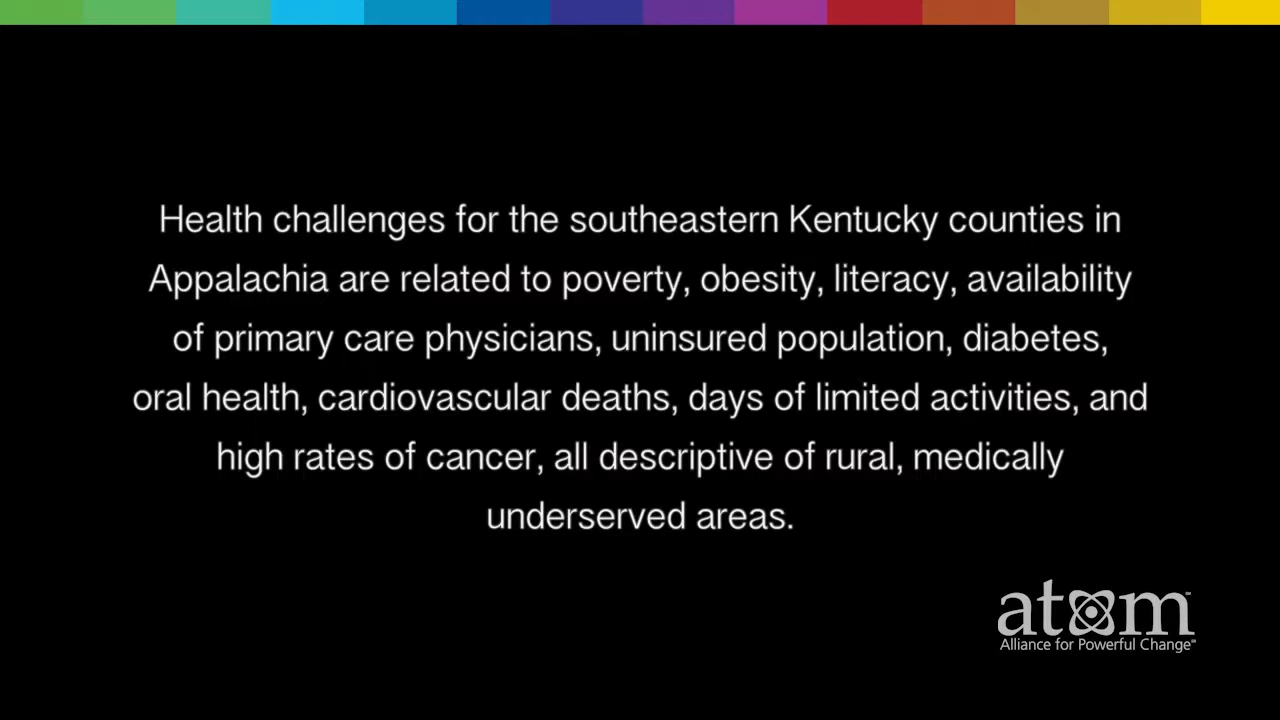 Health challenges for the southeastern Kentucky counties in
Appalachia are related to poverty, obesity, literacy, availability
of primary care physicians, uninsured population, diabetes,
oral health, cardiovascular deaths, days of limited activities, and
high rates of cancer, all descriptive of rural, medically
underserved areas.
atom™
Alliance for Powerful Change™